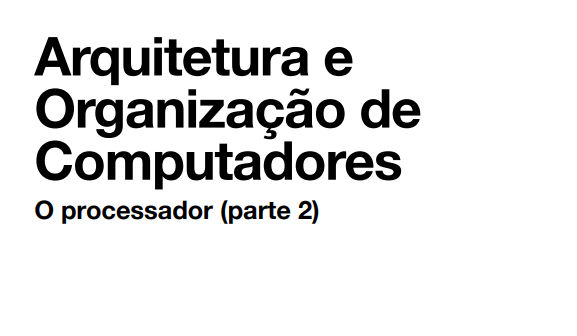 Arquitetura e
Organização de
Computadores
O processador (parte 2)